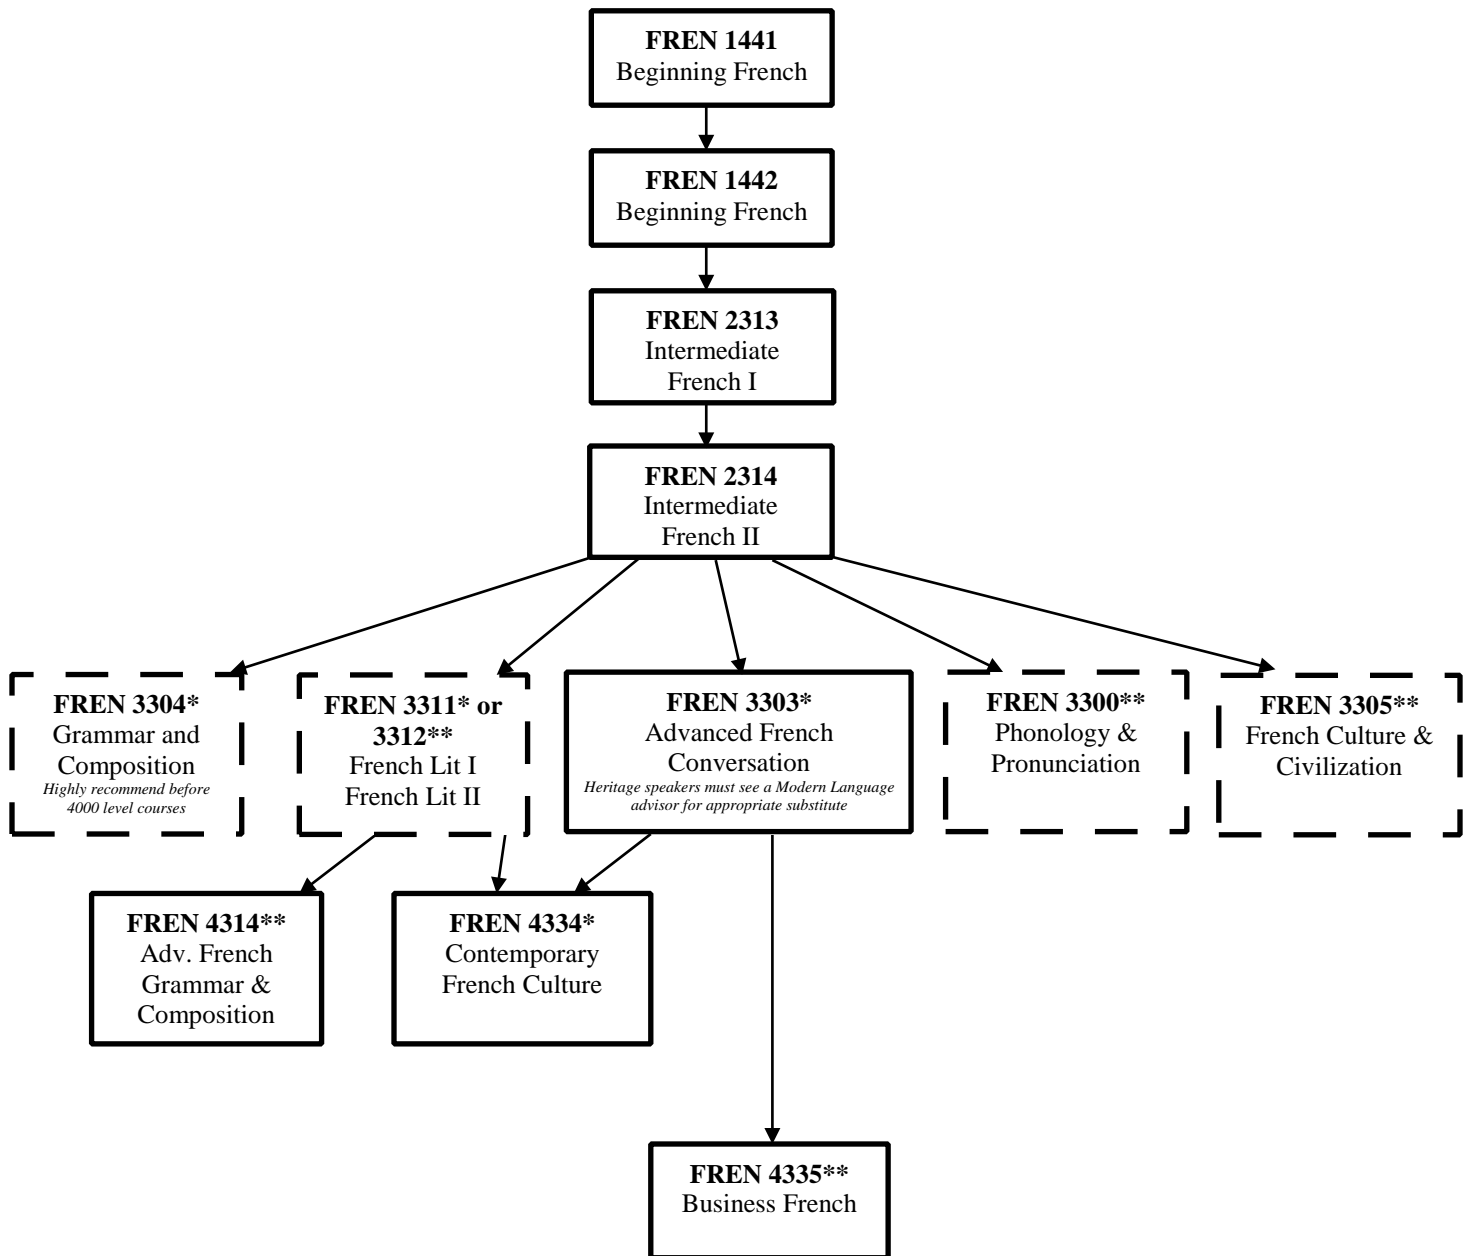 FREN 1441
Beginning French
FREN 1442
Beginning French
FREN 2313
Intermediate
French I
FREN 2314
Intermediate
French II
FREN 3304*
Grammar and
Composition
Highly recommend before
4000 level courses
FREN 3311* or
3312**
French Lit I
French Lit II
FREN 3303*
Advanced French
Conversation
Heritage speakers must see a Modern Language
advisor for appropriate substitute
FREN 3300**
Phonology &
Pronunciation
FREN 3305**
French Culture &
Civilization
FREN 4314**
Adv. French
Grammar &
Composition
FREN 4334*
Contemporary
French Culture
FREN 4335**
Business French